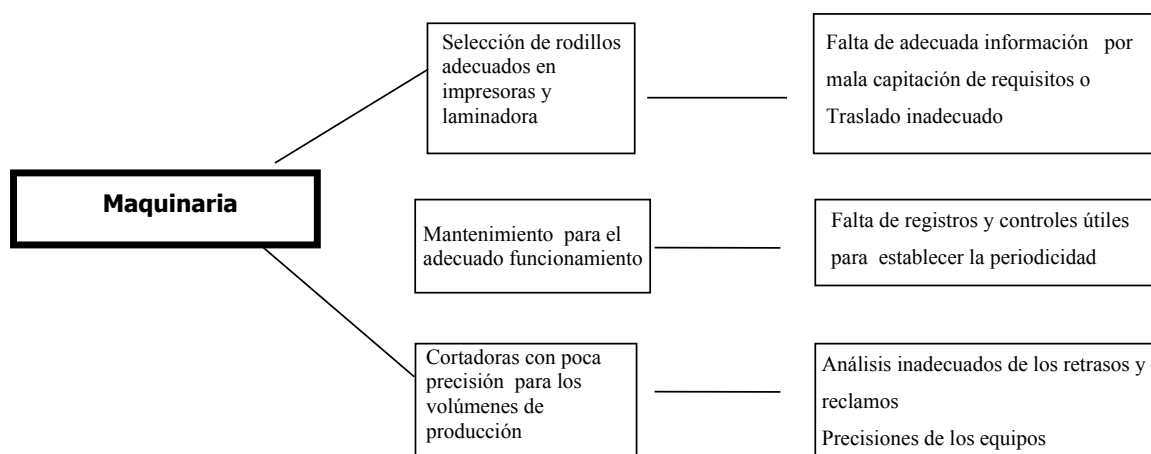 Selección de rodillos
adecuados en
impresoras y
laminadora
Falta de adecuada información por
mala capitación de requisitos o
Traslado inadecuado
Maquinaria
Mantenimiento para el
adecuado funcionamiento
Falta de registros y controles útiles
para establecer la periodicidad
Cortadoras con poca
precisión para los
volúmenes de
producción
Análisis inadecuados de los retrasos y
reclamos
Precisiones de los equipos